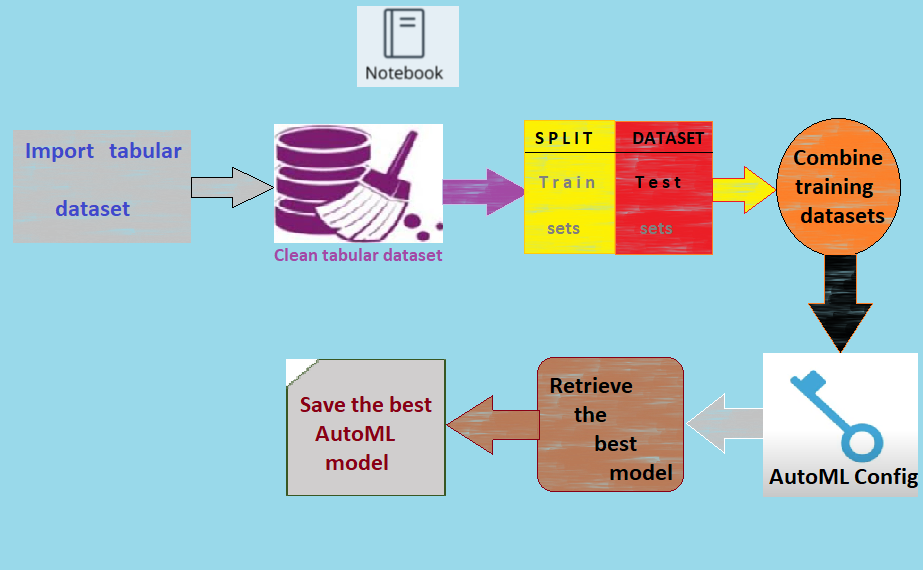 Notebook
Import tabular
dataset
Clean tabular dataset
SPLIT DATASET
Train Test
sets sets
Combine
training
datasets
AutoML Config
Retrieve
the
best
model
Save the best
AutoML
model